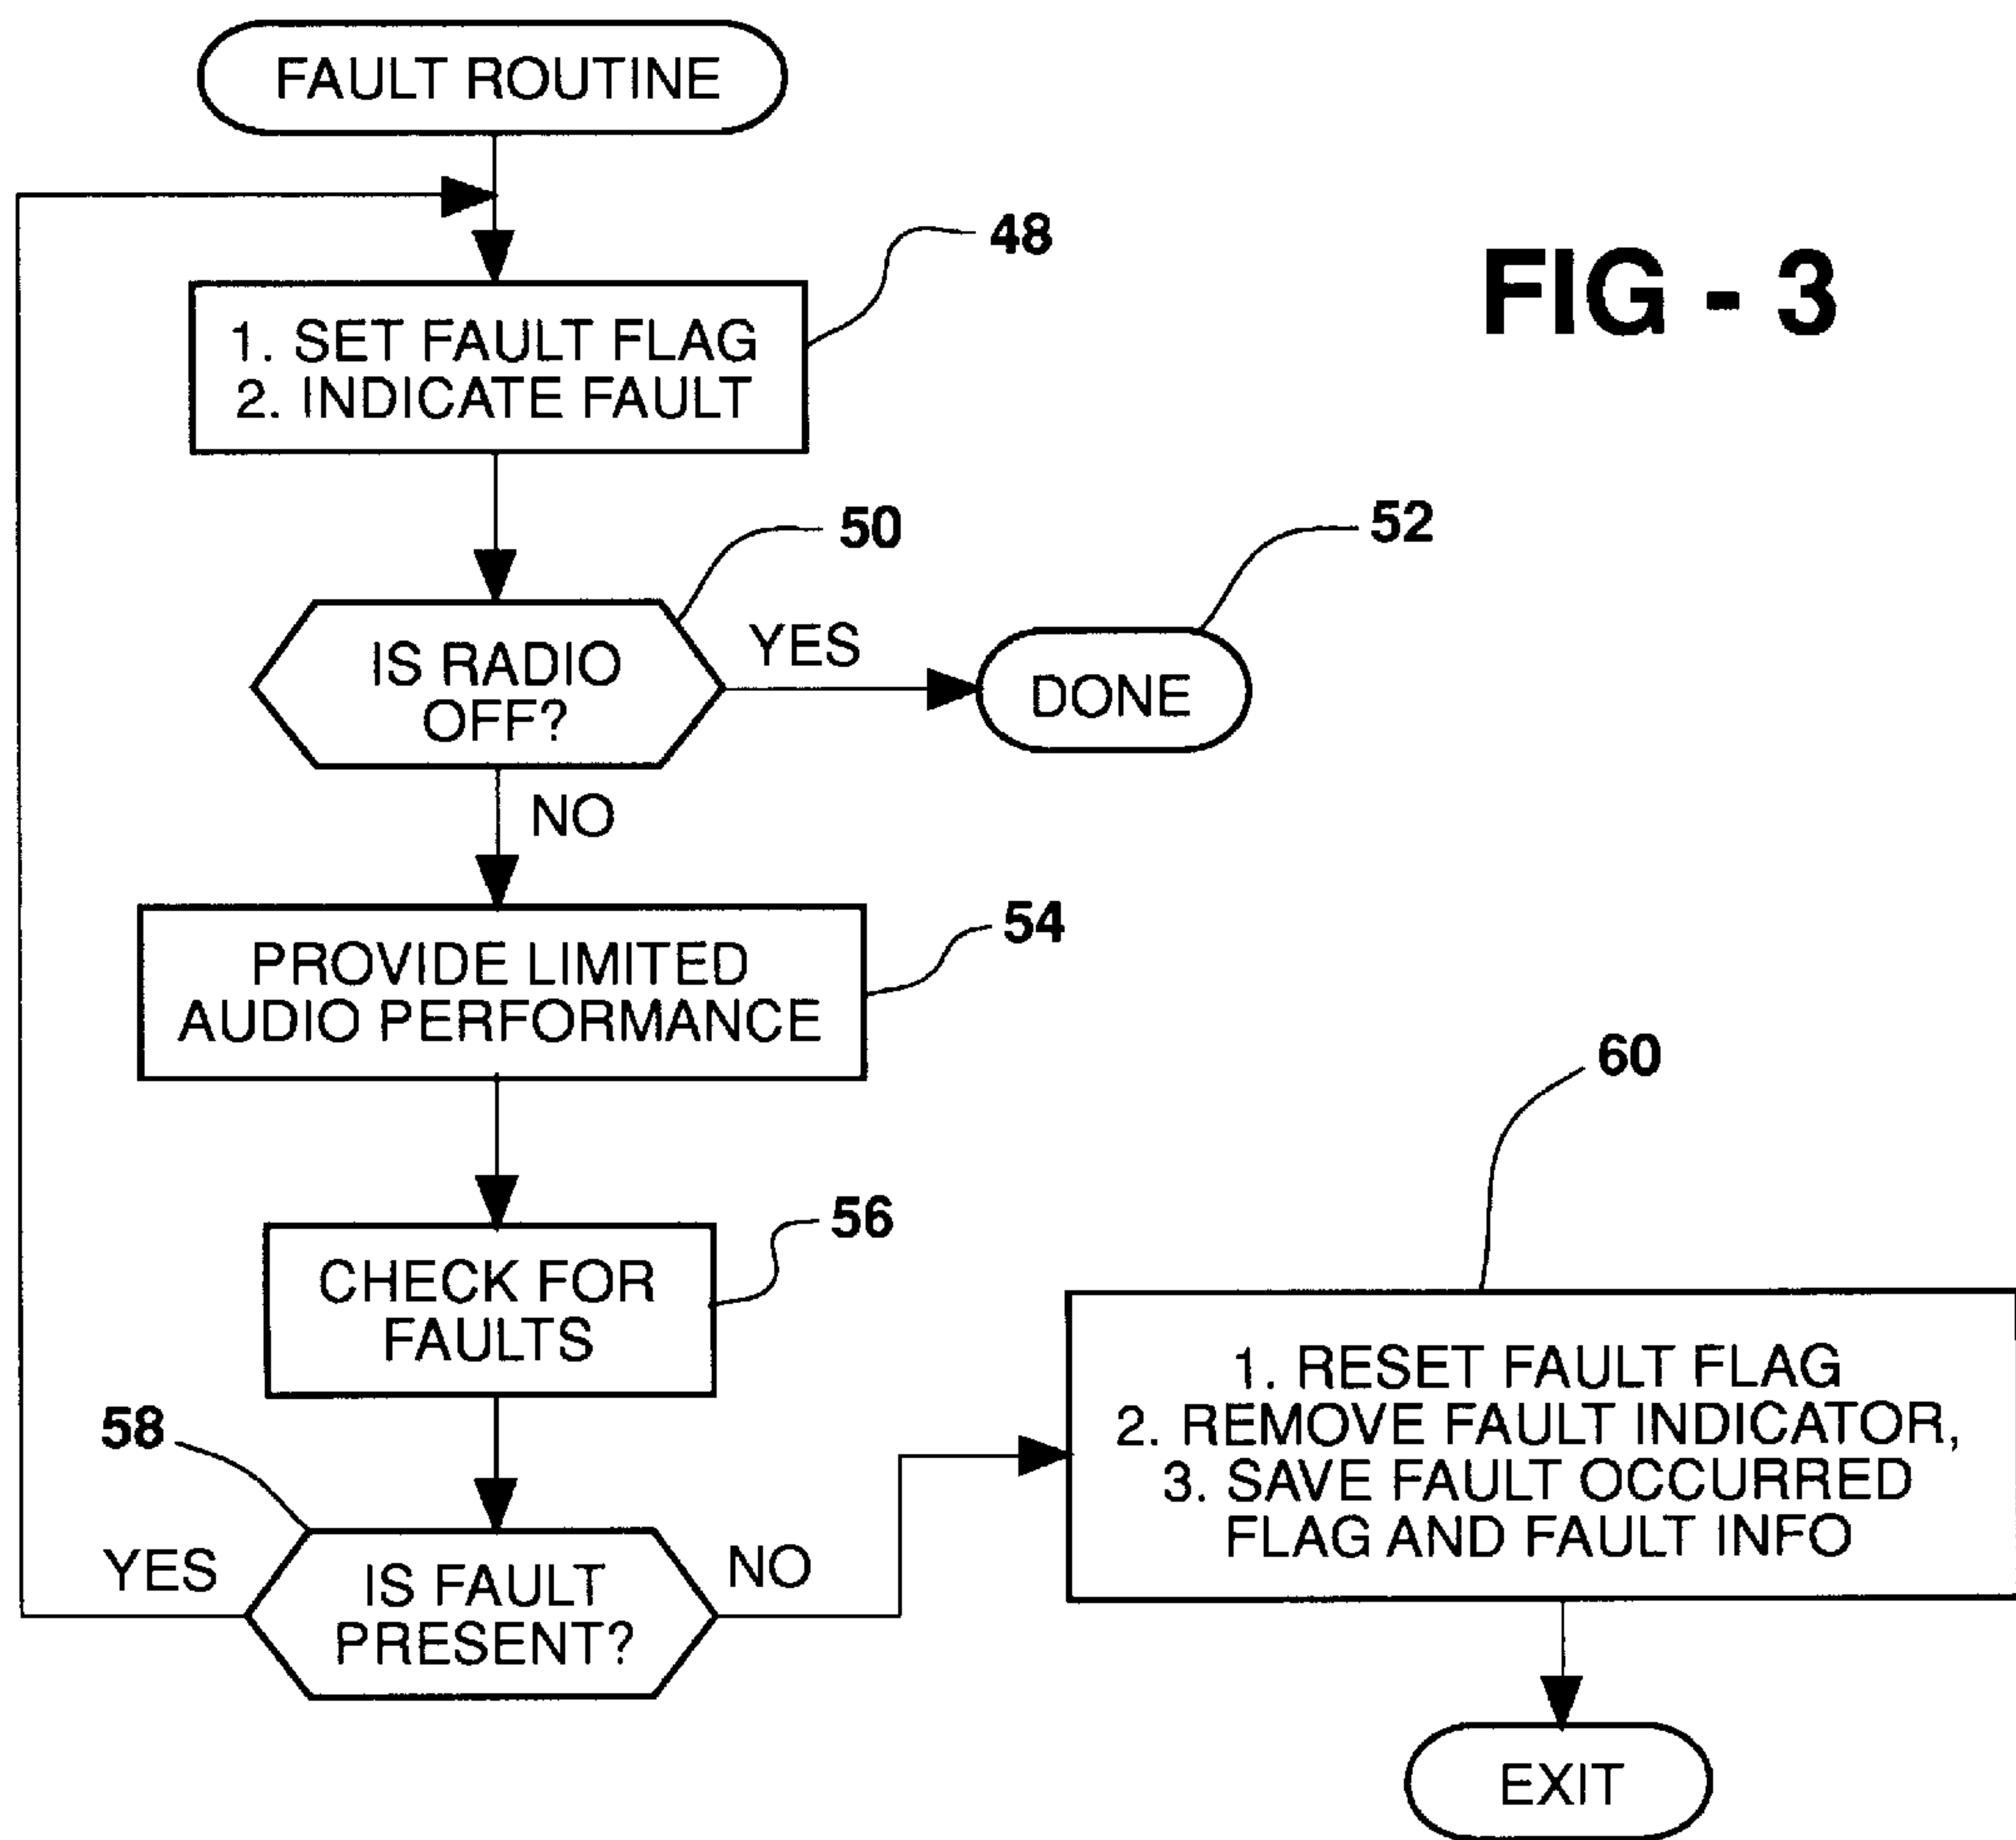 FAULT ROUTINE
48
FIG - 3
1. SET FAULT FLAG
2. INDICATE FAULT
50
52
IS RADIO
OFF?
YES
DONE
NO
54
PROVIDE LIMITED
AUDIO PERFORMANCE
60
56
CHECK FOR
FAULTS
1. RESET FAULT FLAG
2. REMOVE FAULT INDICATOR,
3. SAVE FAULT OCCURRED
FLAG AND FAULT INFO
58
YES
IS FAULT
PRESENT?
NO
EXIT